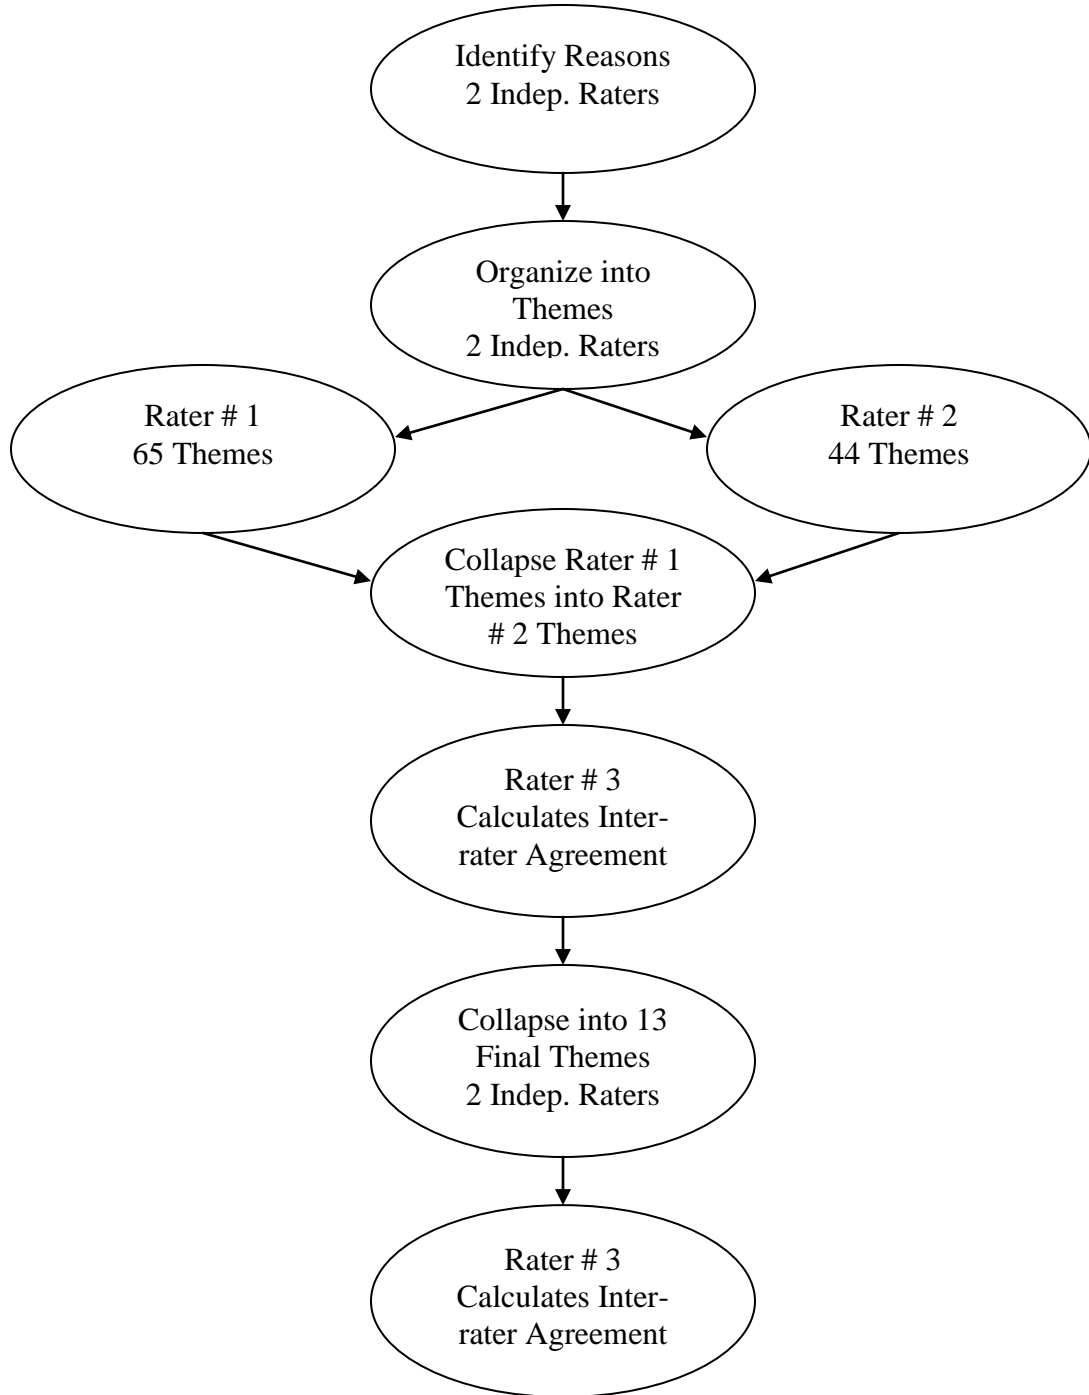 Identify Reasons
2 Indep. Raters
Organize into
Themes
2 Indep. Raters
Rater # 1
65 Themes
Rater # 2
44 Themes
Collapse Rater # 1
Themes into Rater
# 2 Themes
Rater # 3
Calculates Inter-
rater Agreement
Collapse into 13
Final Themes
2 Indep. Raters
Rater # 3
Calculates Inter-
rater Agreement